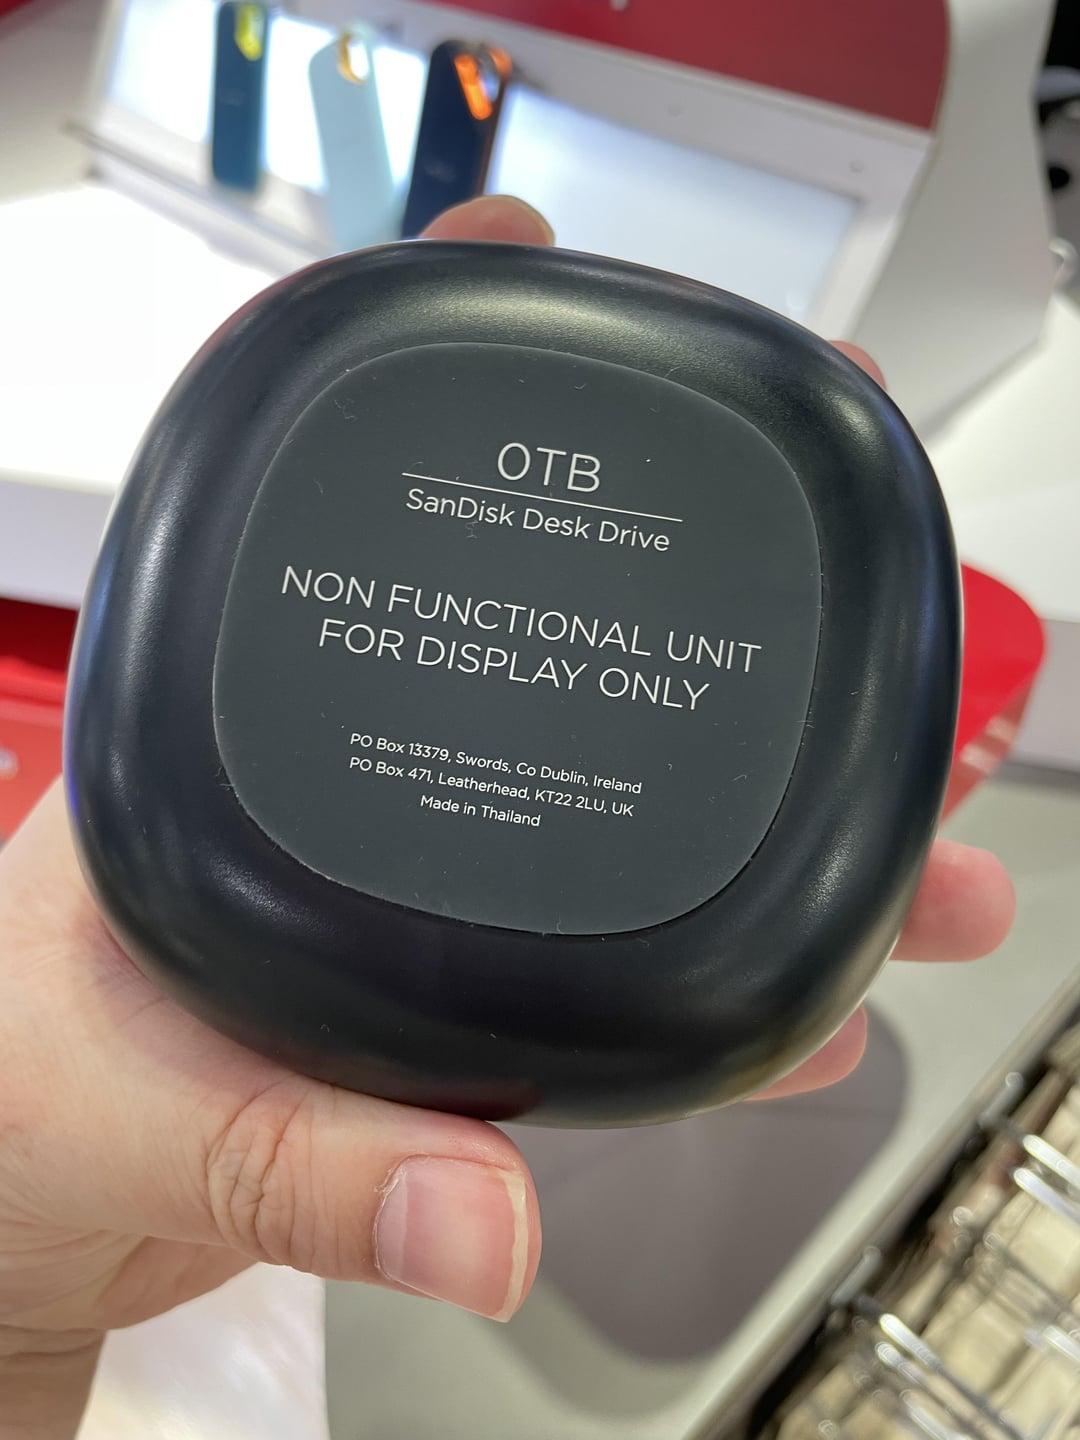 0TB
SanDisk Desk Drive
NON FUNCTIONAL UNIT
FOR DISPLAY ONLY
PO Box 13379, Swords, Co Dublin, Ireland
PO Box 471, Leatherhead, KT22 2LU, UK
Made in Thailand